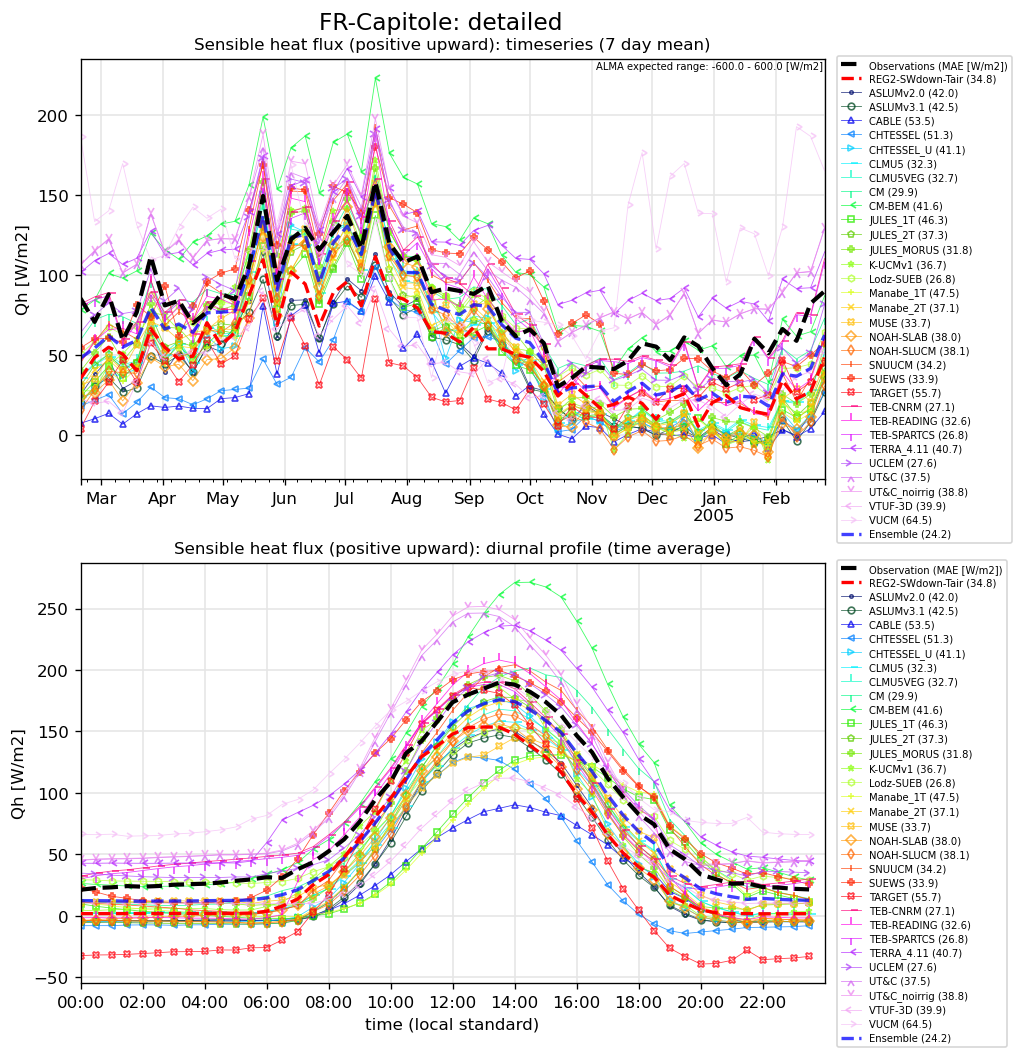 FR-Capitole: detailed
Sensible heat flux (positive upward): timeseries (7 day mean)
ALMA expected range: -600.0 - 600.0 [W/m2]
Qh [W/m2]
200
150
100
50
0
Mar Apr May Jun Jul Aug Sep Oct Nov Dec Jan Feb
2005
Observations (MAE [W/m2])
REG2-SWdown-Tair (34.8)
ASLUMv2.0 (42.0)
ASLUMv3.1 (42.5)
CABLE (53.5)
CHTESSEL (51.3)
CHTESSEL_U (41.1)
CLMU5 (32.3)
CLMU5VEG (32.7)
CM (29.9)
CM-BEM (41.6)
JULES_1T (46.3)
JULES_2T (37.3)
JULES_MORUS (31.8)
K-UCMv1 (36.7)
Lodz-SUEB (26.8)
Manabe_1T (47.5)
Manabe_2T (37.1)
MUSE (33.7)
NOAH-SLAB (38.0)
NOAH-SLUCM (38.1)
SNUUCM (34.2)
SUEWS (33.9)
TARGET (55.7)
TEB-CNRM (27.1)
TEB-READING (32.6)
TEB-SPARTCS (26.8)
TERRA_4.11 (40.7)
UCLEM (27.6)
UT&C (37.5)
UT&C_noirrig (38.8)
VTUF-3D (39.9)
VUCM (64.5)
Ensemble (24.2)
Sensible heat flux (positive upward): diurnal profile (time average)
Qh [W/m2]
250
200
150
100
50
0
−50
00:00 02:00 04:00 06:00 08:00 10:00 12:00 14:00 16:00 18:00 20:00 22:00
time (local standard)
Observation (MAE [W/m2])
REG2-SWdown-Tair (34.8)
ASLUMv2.0 (42.0)
ASLUMv3.1 (42.5)
CABLE (53.5)
CHTESSEL (51.3)
CHTESSEL_U (41.1)
CLMU5 (32.3)
CLMU5VEG (32.7)
CM (29.9)
CM-BEM (41.6)
JULES_1T (46.3)
JULES_2T (37.3)
JULES_MORUS (31.8)
K-UCMv1 (36.7)
Lodz-SUEB (26.8)
Manabe_1T (47.5)
Manabe_2T (37.1)
MUSE (33.7)
NOAH-SLAB (38.0)
NOAH-SLUCM (38.1)
SNUUCM (34.2)
SUEWS (33.9)
TARGET (55.7)
TEB-CNRM (27.1)
TEB-READING (32.6)
TEB-SPARTCS (26.8)
TERRA_4.11 (40.7)
UCLEM (27.6)
UT&C (37.5)
UT&C_noirrig (38.8)
VTUF-3D (39.9)
VUCM (64.5)
Ensemble (24.2)